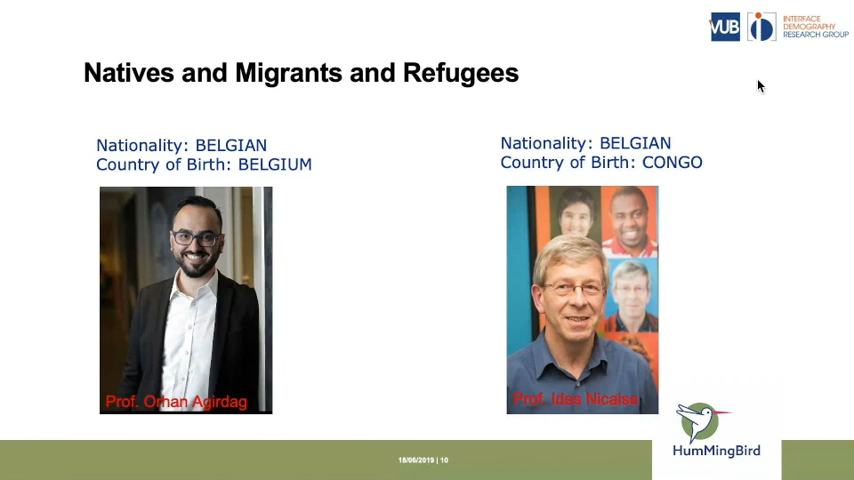 VUB
INTERFACE
DEMOGRAPHY
RESEARCH GROUP
Natives and Migrants and Refugees
Nationality: BELGIAN
Country of Birth: BELGIUM
Nationality: BELGIAN
Country of Birth: CONGO
Prof. Orhan Agirdag
Prof. Ides Nicaise
HumMingBird
18/06/2019 | 10